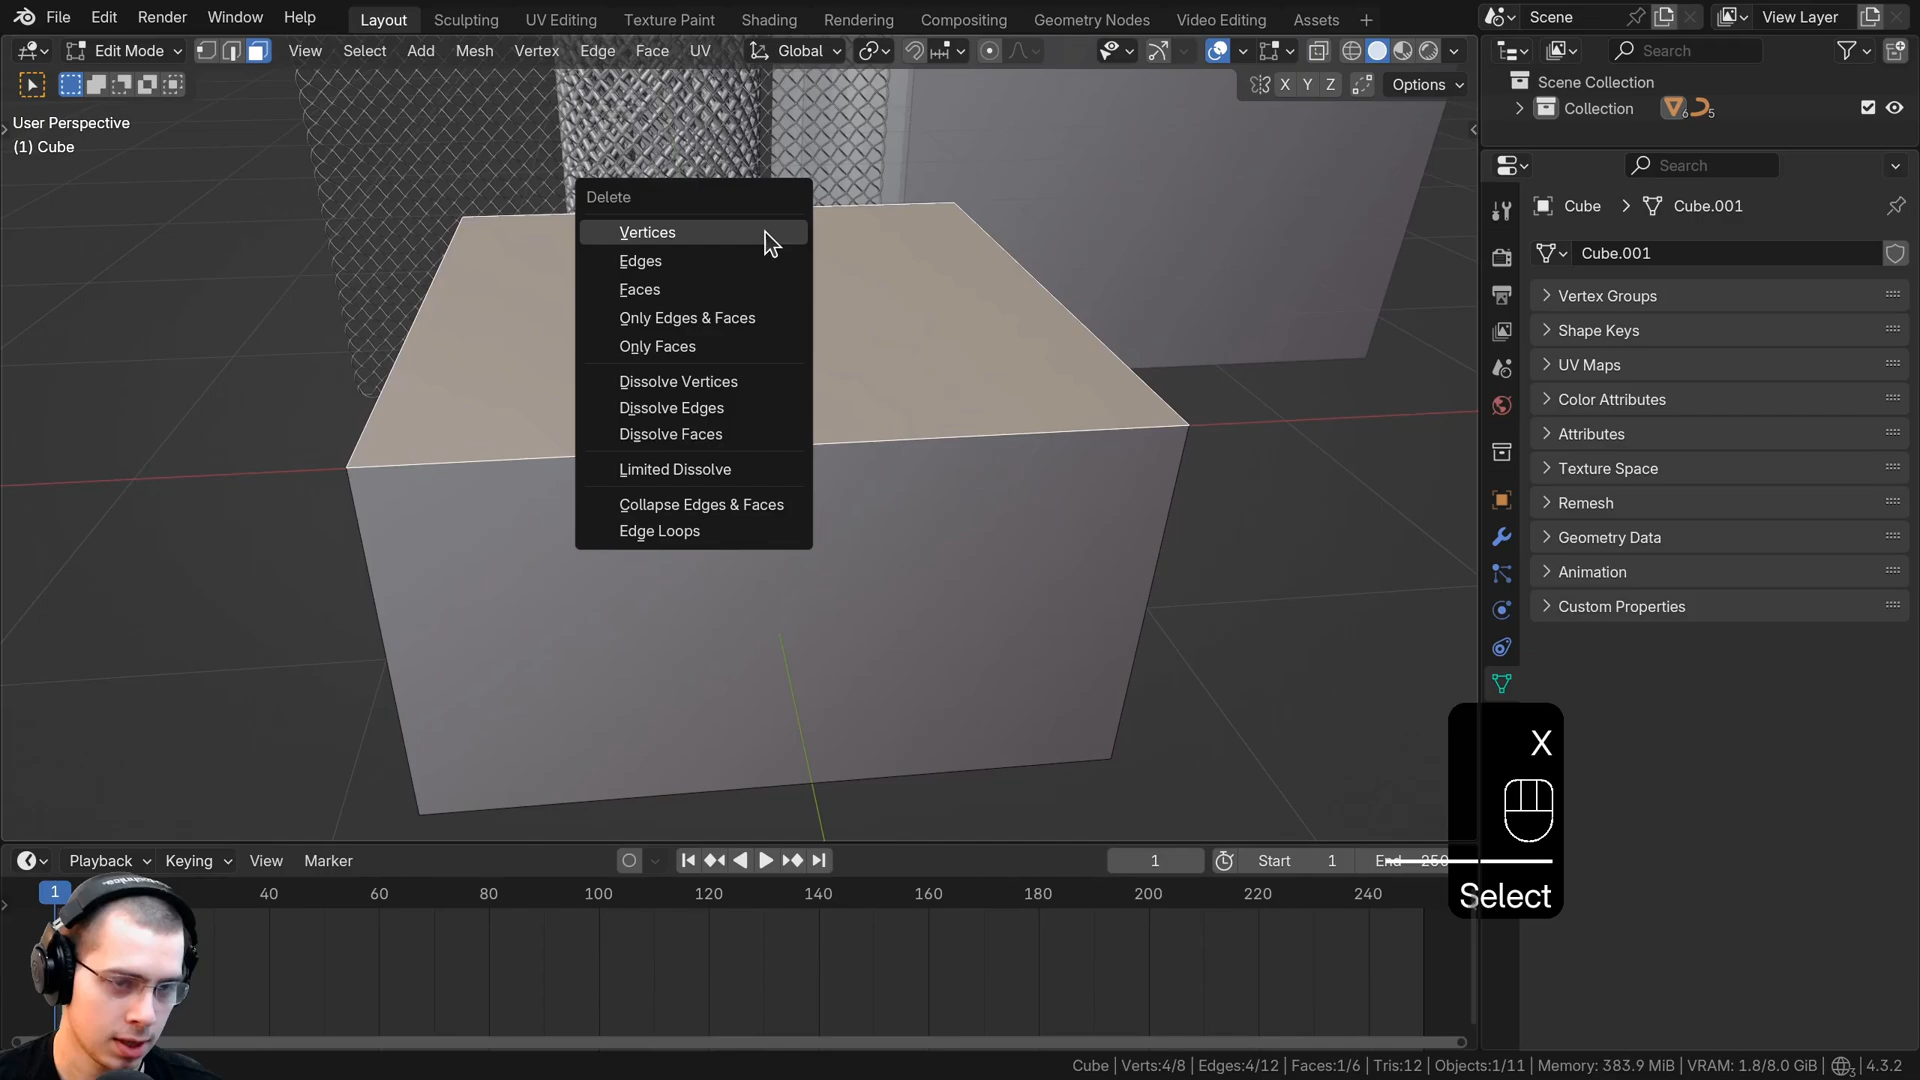 File Edit Render Window Help Layout Sculpting UV Editing Texture Paint Shading Animation Rendering Compositing Geometry Nodes Video Editing Assets + Scene View Layer
Edit Mode View Select Add Mesh Vertex Edge Face UV Global Search
X Y Z Options
User Perspective
(1) Cube
Scene Collection
Collection 6 5
Search
Cube > Cube.001
Cube.001
Vertex Groups
Shape Keys
UV Maps
Color Attributes
Attributes
Texture Space
Remesh
Geometry Data
Animation
Custom Properties
Delete
Vertices
Edges
Faces
Only Edges & Faces
Only Faces
Dissolve Vertices
Dissolve Edges
Dissolve Faces
Limited Dissolve
Collapse Edges & Faces
Edge Loops
X
Select
Playback Keying View Marker 1 Start 1 End 250
1 40 60 80 100 120 140 160 180 200 220 240
Cube | Verts:4/8 | Edges:4/12 | Faces:1/6 | Tris:12 | Objects:1/11 | Memory: 383.9 MiB | VRAM: 1.8/8.0 GiB | 3 4.3.2